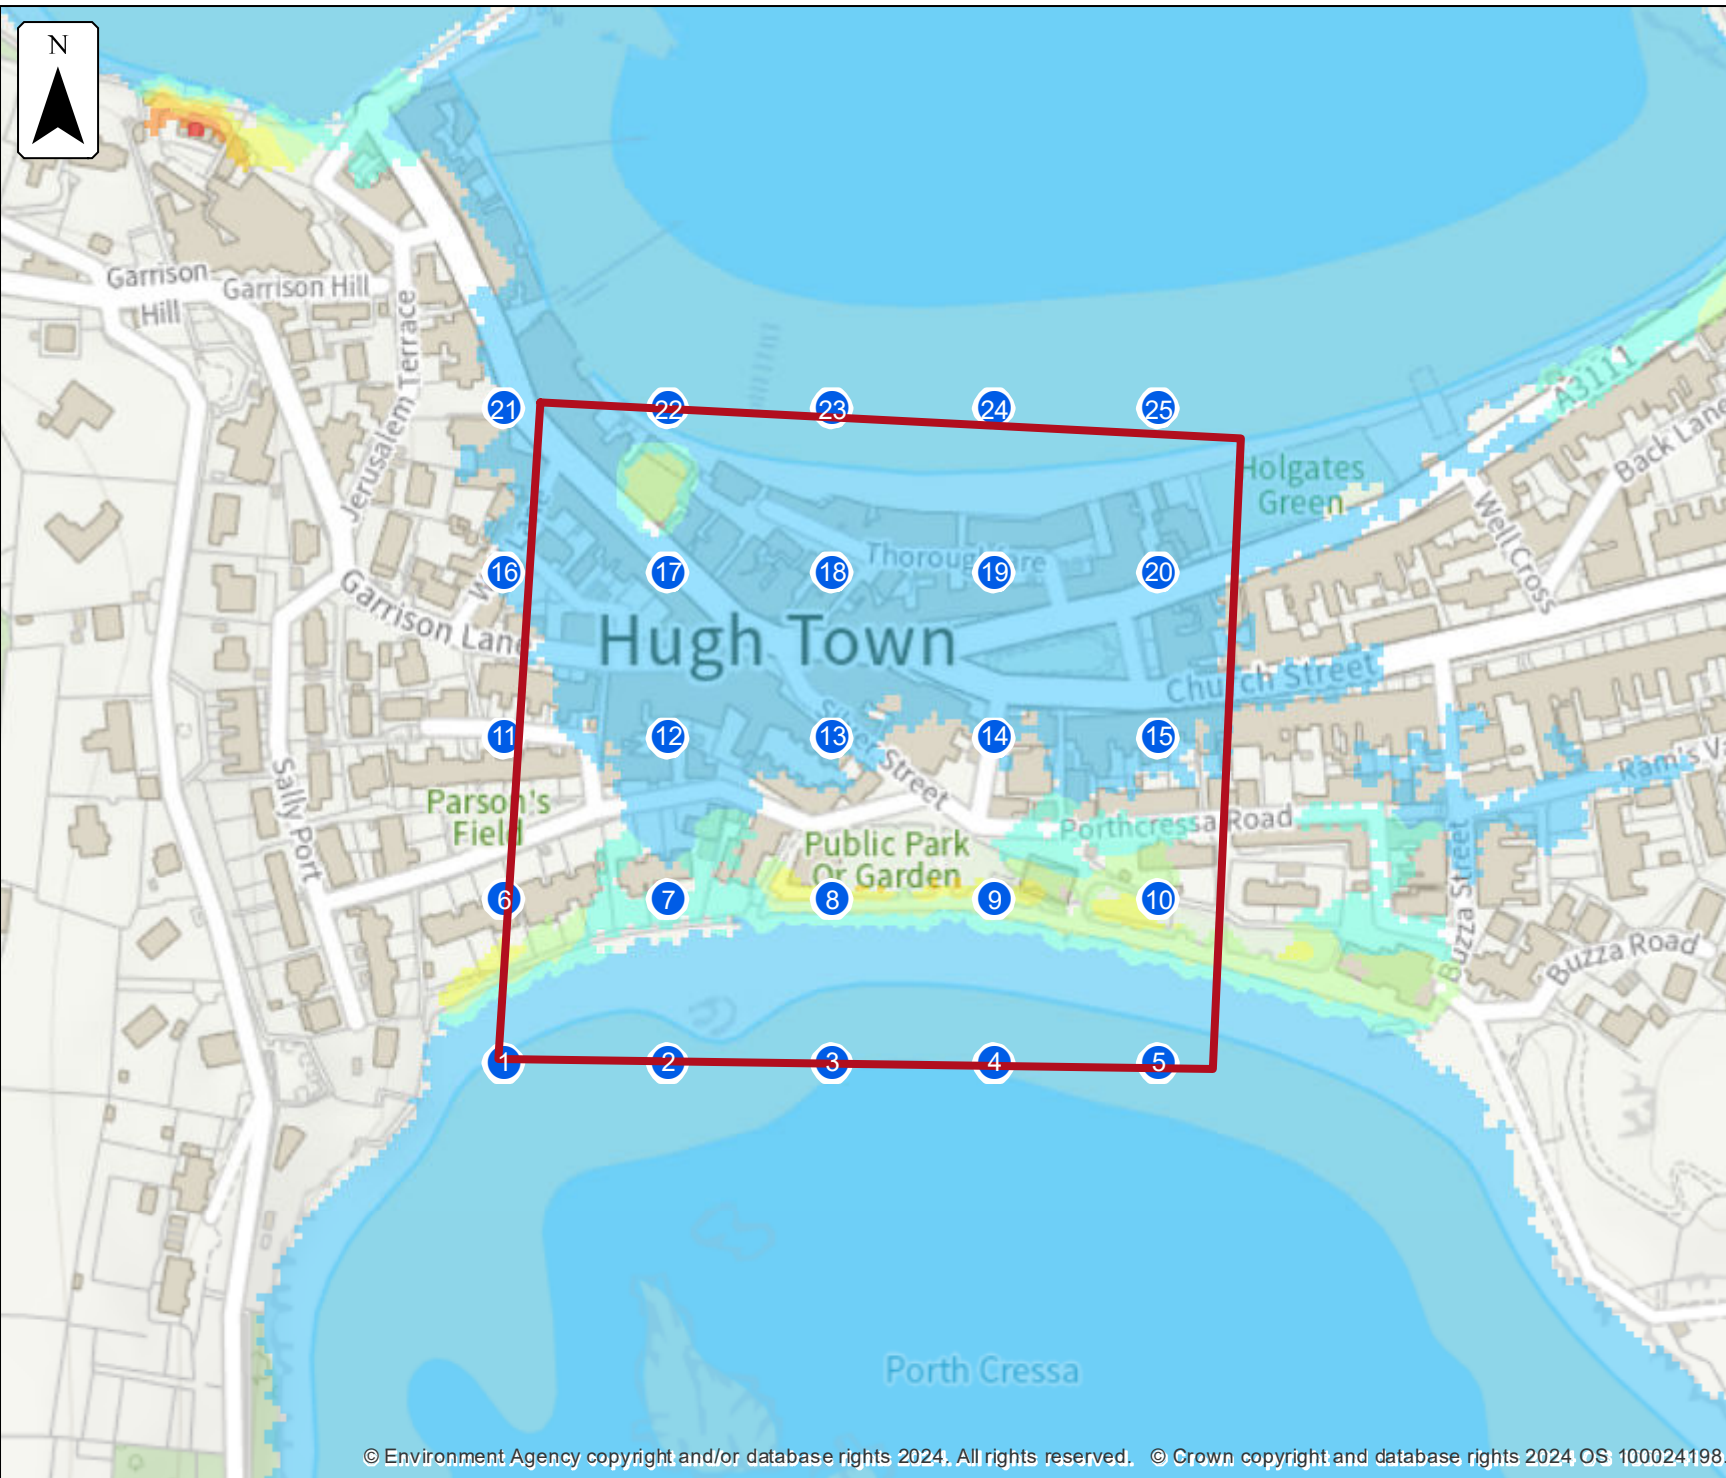 N
Garrison
Hill
Garrison Hill
Jerusalem Terrace
A3111
Back Lane
21
22
23
24
25
Holgates
Green
Well Cross
16
17
18
Thoroughfare
19
20
Garrison Lane
Hugh Town
Church Street
11
12
13
Silver Street
14
15
Ram's Va
Sally Port
Parson's
Field
Public Park
Or Garden
Porthcressa Road
6
7
8
9
10
Buzza Street
Buzza Road
1
2
3
4
5
Porth Cressa
© Environment Agency copyright and/or database rights 2024. All rights reserved. © Crown copyright and database rights 2024 OS 100024198